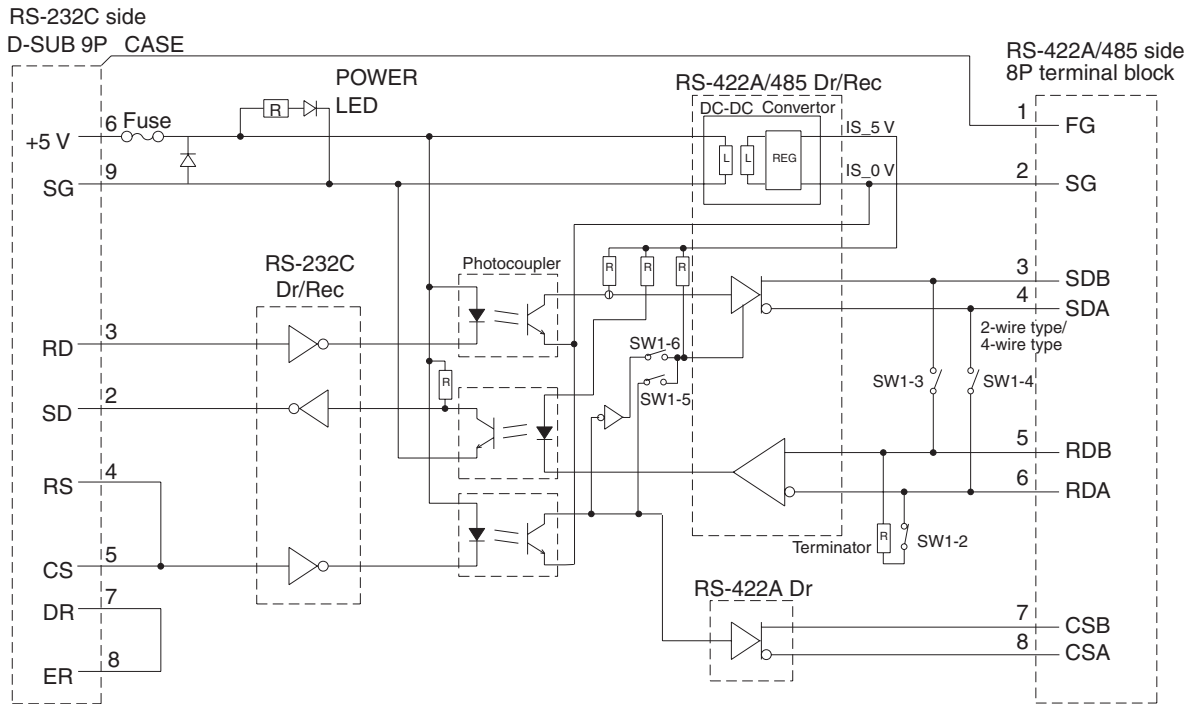 RS-232C side
D-SUB 9P CASE
RS-422A/485 side
8P terminal block
POWER
LED
RS-422A/485 Dr/Rec
DC-DC Convertor
R
6 Fuse
+5 V
IS_5 V
1
FG
L
L
REG
9
SG
IS_0 V
2
SG
RS-232C
Dr/Rec
Photocoupler
R
R
R
3
SDB
4
SDA
2-wire type/
4-wire type
3
RD
SW1-6
SW1-3
SW1-4
R
SW1-5
2
SD
5
RDB
4
RS
6
RDA
Terminator
R
SW1-2
5
CS
RS-422A Dr
7
DR
7
CSB
8
CSA
8
ER